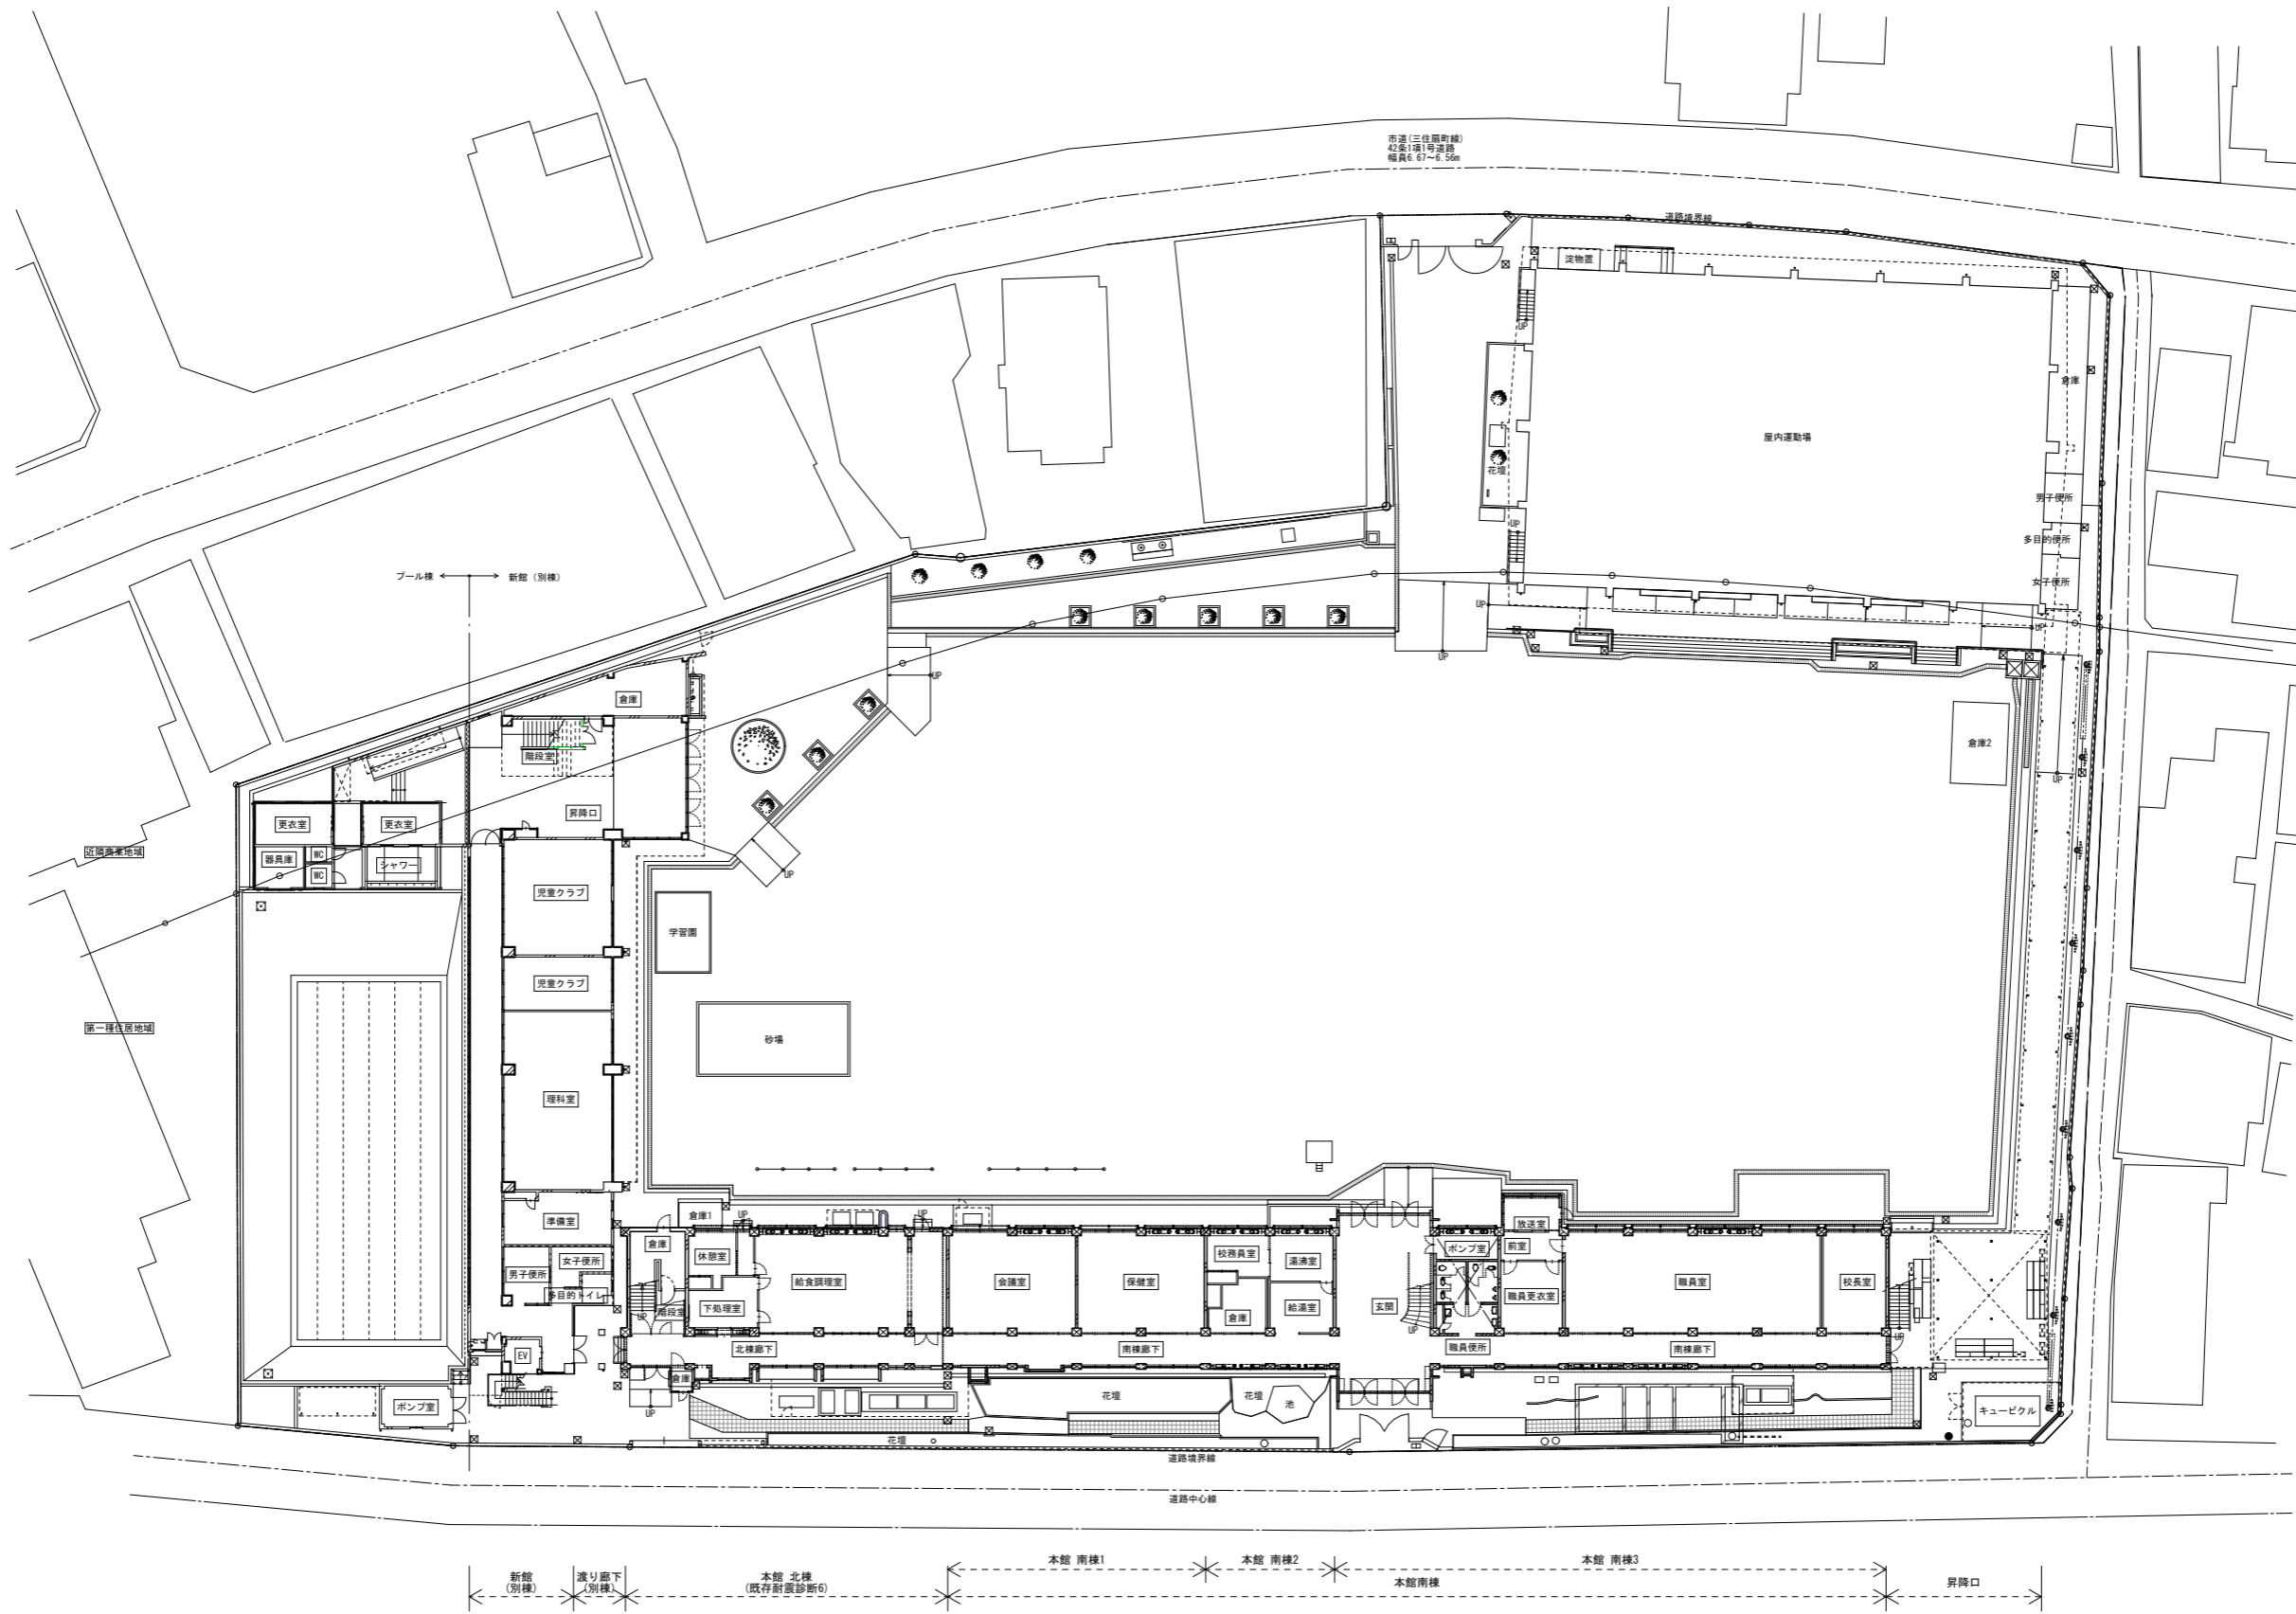 市道(三住扇町線)
42条1項1号道路
幅員6.67〜6.56m
道路境界線
淀物置
UP
倉庫
屋内運動場
花壇
男子便所
UP
多目的便所
プール棟
新館 (別棟)
女子便所
UP
UP
UP
UP
倉庫
倉庫2
階段室
UP
昇降口
更衣室
更衣室
近隣商業地域
器具庫
WC
シャワー
WC
UP
児童クラブ
学習園
児童クラブ
第一種住居地域
砂場
理科室
準備室
倉庫1
UP
UP
放送室
倉庫
休憩室
校務員室
湯沸室
ポンプ室
前室
女子便所
男子便所
給食調理室
会議室
保健室
職員室
校長室
多目的トイレ
階段室
下処理室
倉庫
給湯室
玄関
職員更衣室
UP
UP
UP
EV
北棟廊下
南棟廊下
職員便所
南棟廊下
倉庫
花壇
花壇
池
ポンプ室
UP
キュービクル
花壇
道路境界線
道路中心線
本館 南棟1
本館 南棟2
本館 南棟3
新館
(別棟)
渡り廊下
(別棟)
本館 北棟
(既存耐震診断6)
本館南棟
昇降口